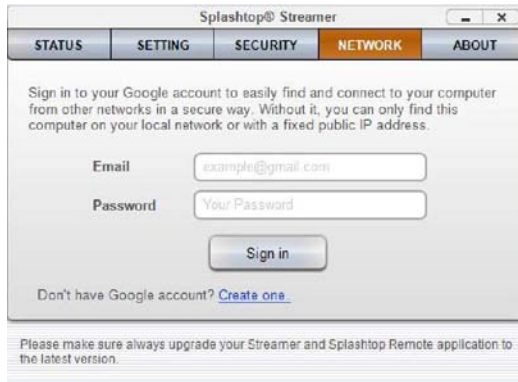 Splashtop® Streamer
STATUS SETTING SECURITY NETWORK ABOUT
Sign in to your Google account to easily find and connect to your computer
from other networks in a secure way. Without it, you can only find this
computer on your local network or with a fixed public IP address.
Email example@gmail.com
Password Your Password
Sign in
Don't have Google account? Create one.
Please make sure always upgrade your Streamer and Splashtop Remote application to
the latest version.